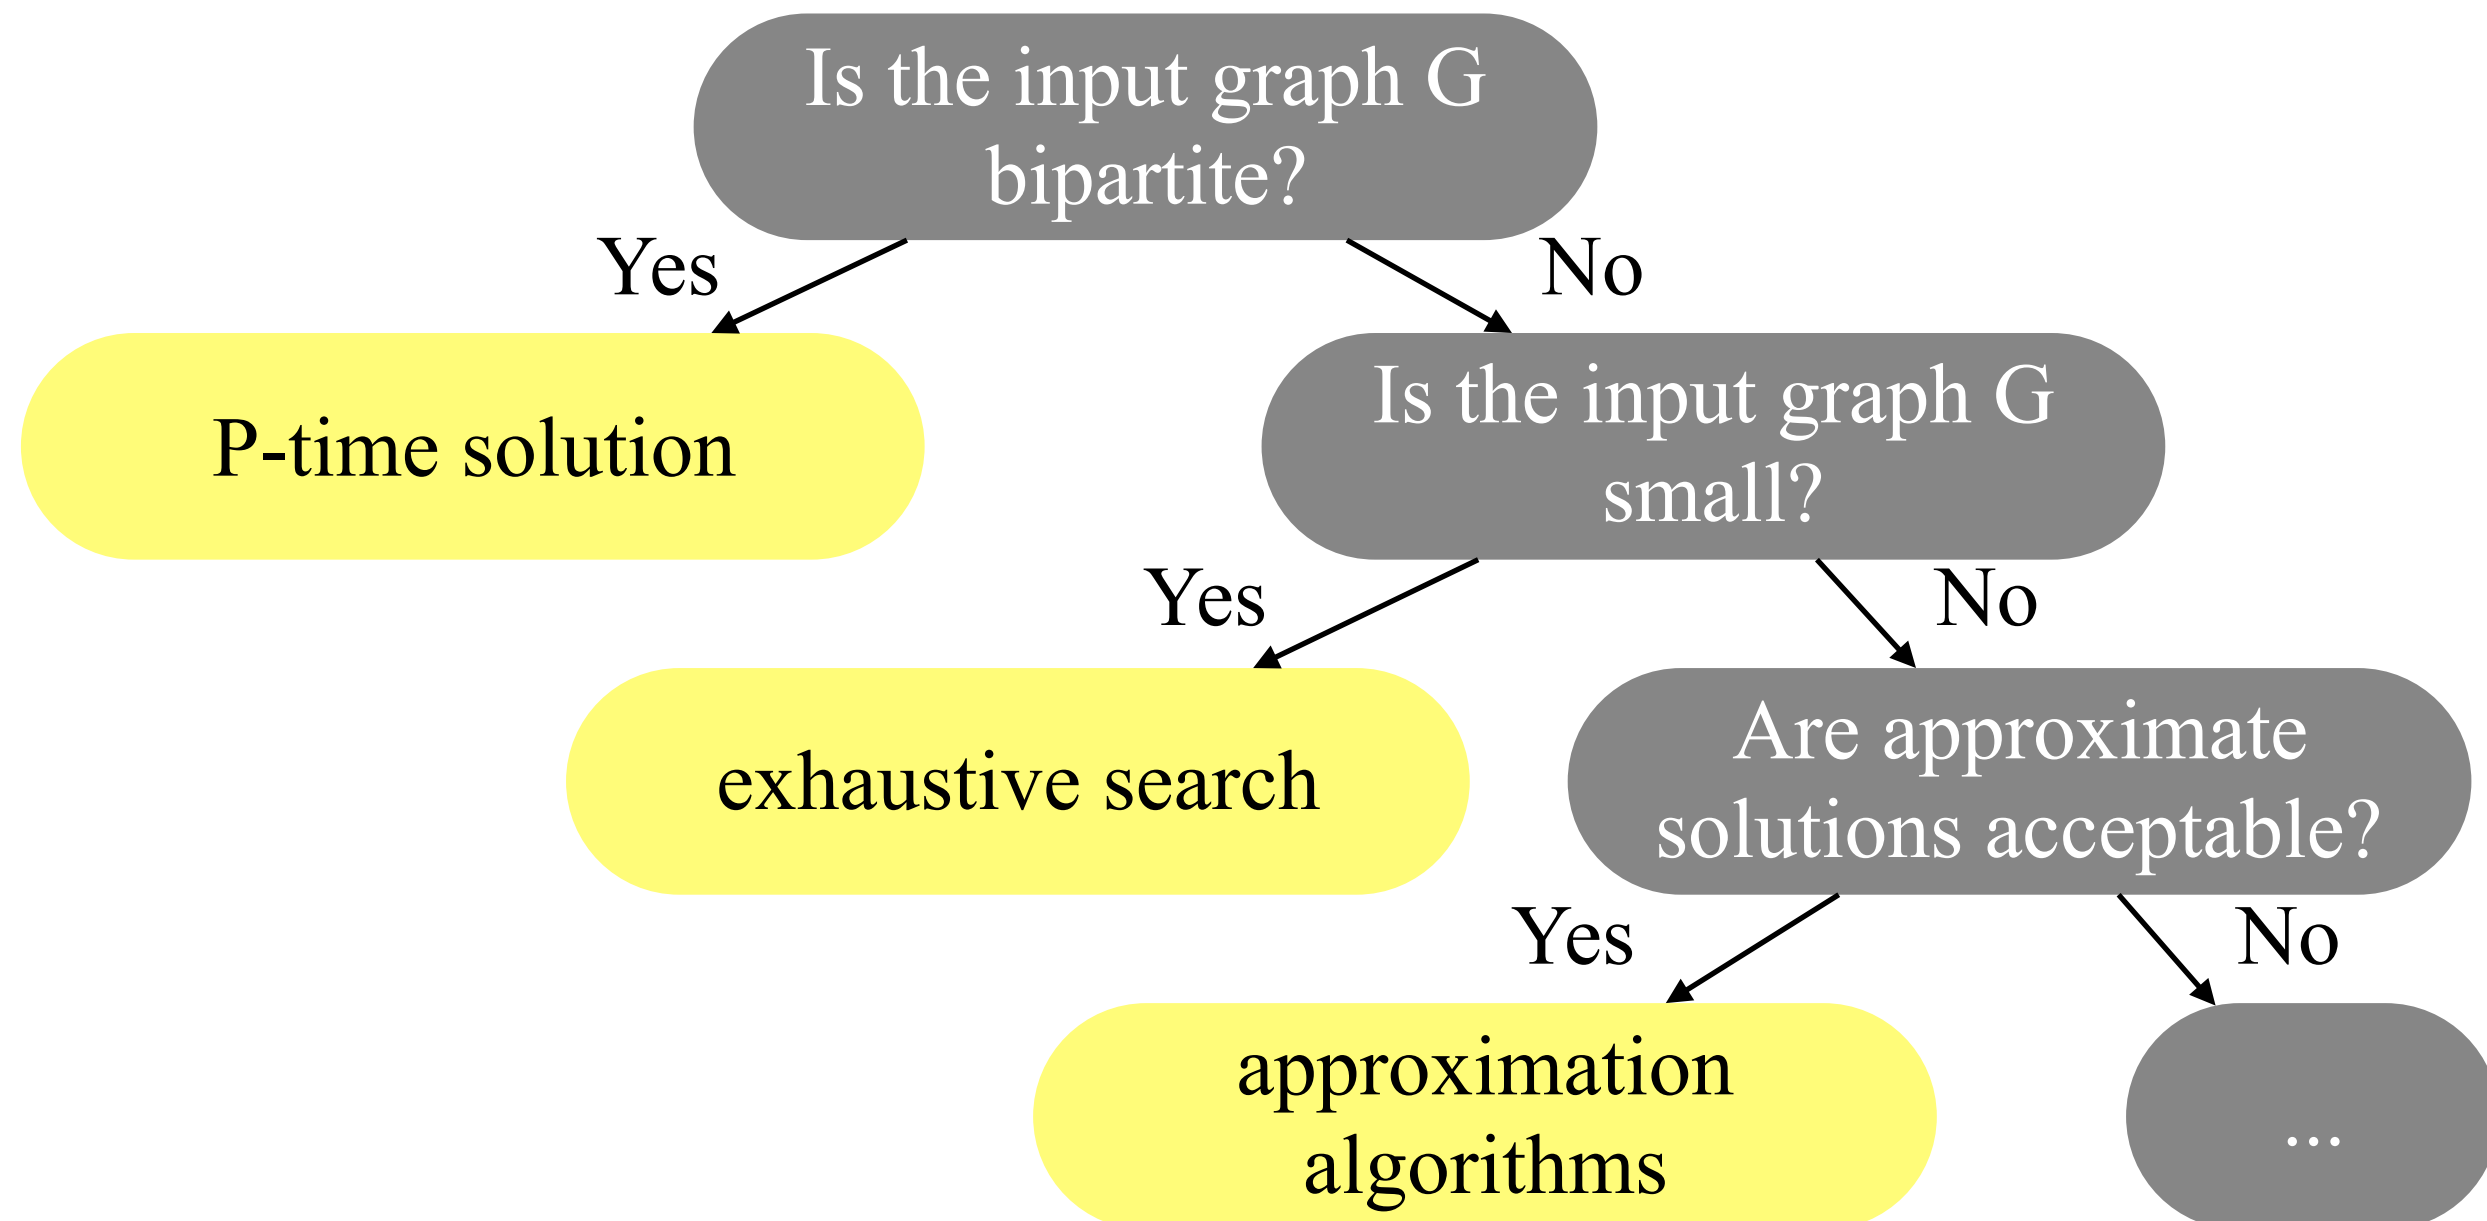 Is the input graph G
bipartite?
Yes
No
P-time solution
Is the input graph G
small?
Yes
No
exhaustive search
Are approximate
solutions acceptable?
Yes
No
approximation
algorithms
...